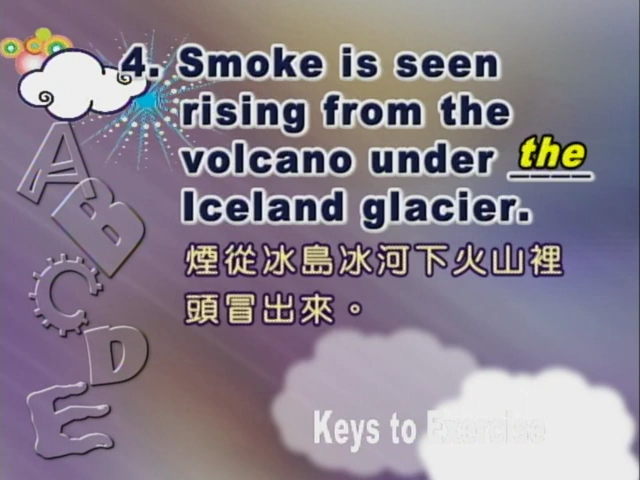 4. Smoke is seen
rising from the
volcano under the
Iceland glacier.
煙從冰島冰河下火山裡
頭冒出來。
A
B
C
D
E
Keys to Exercise